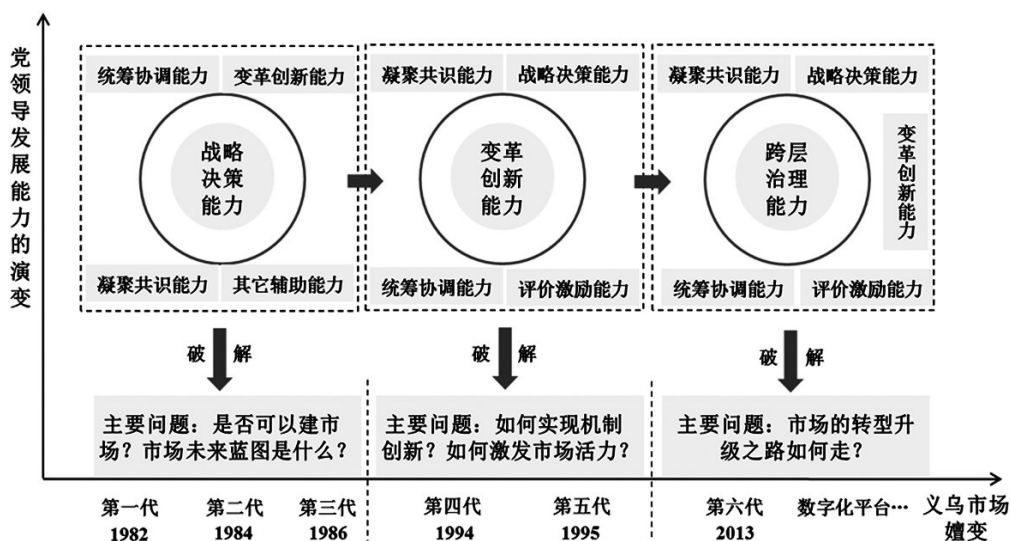 党领导发展能力的演变
统筹协调能力 变革创新能力
战略
决策
能力
凝聚共识能力 其它辅助能力
凝聚共识能力 战略决策能力
变革
创新
能力
统筹协调能力 评价激励能力
凝聚共识能力 战略决策能力
跨层
治理
能力
变革创新能力
统筹协调能力 评价激励能力
破 解
破 解
破 解
主要问题：是否可以建市
场？市场未来蓝图是什么？
主要问题：如何实现机制
创新？如何激发市场活力？
主要问题：市场的转型升
级之路如何走？
第一代 第二代 第三代 第四代 第五代 第六代 数字化平台… 义乌市场
1982 1984 1986 1994 1995 2013 嬗变